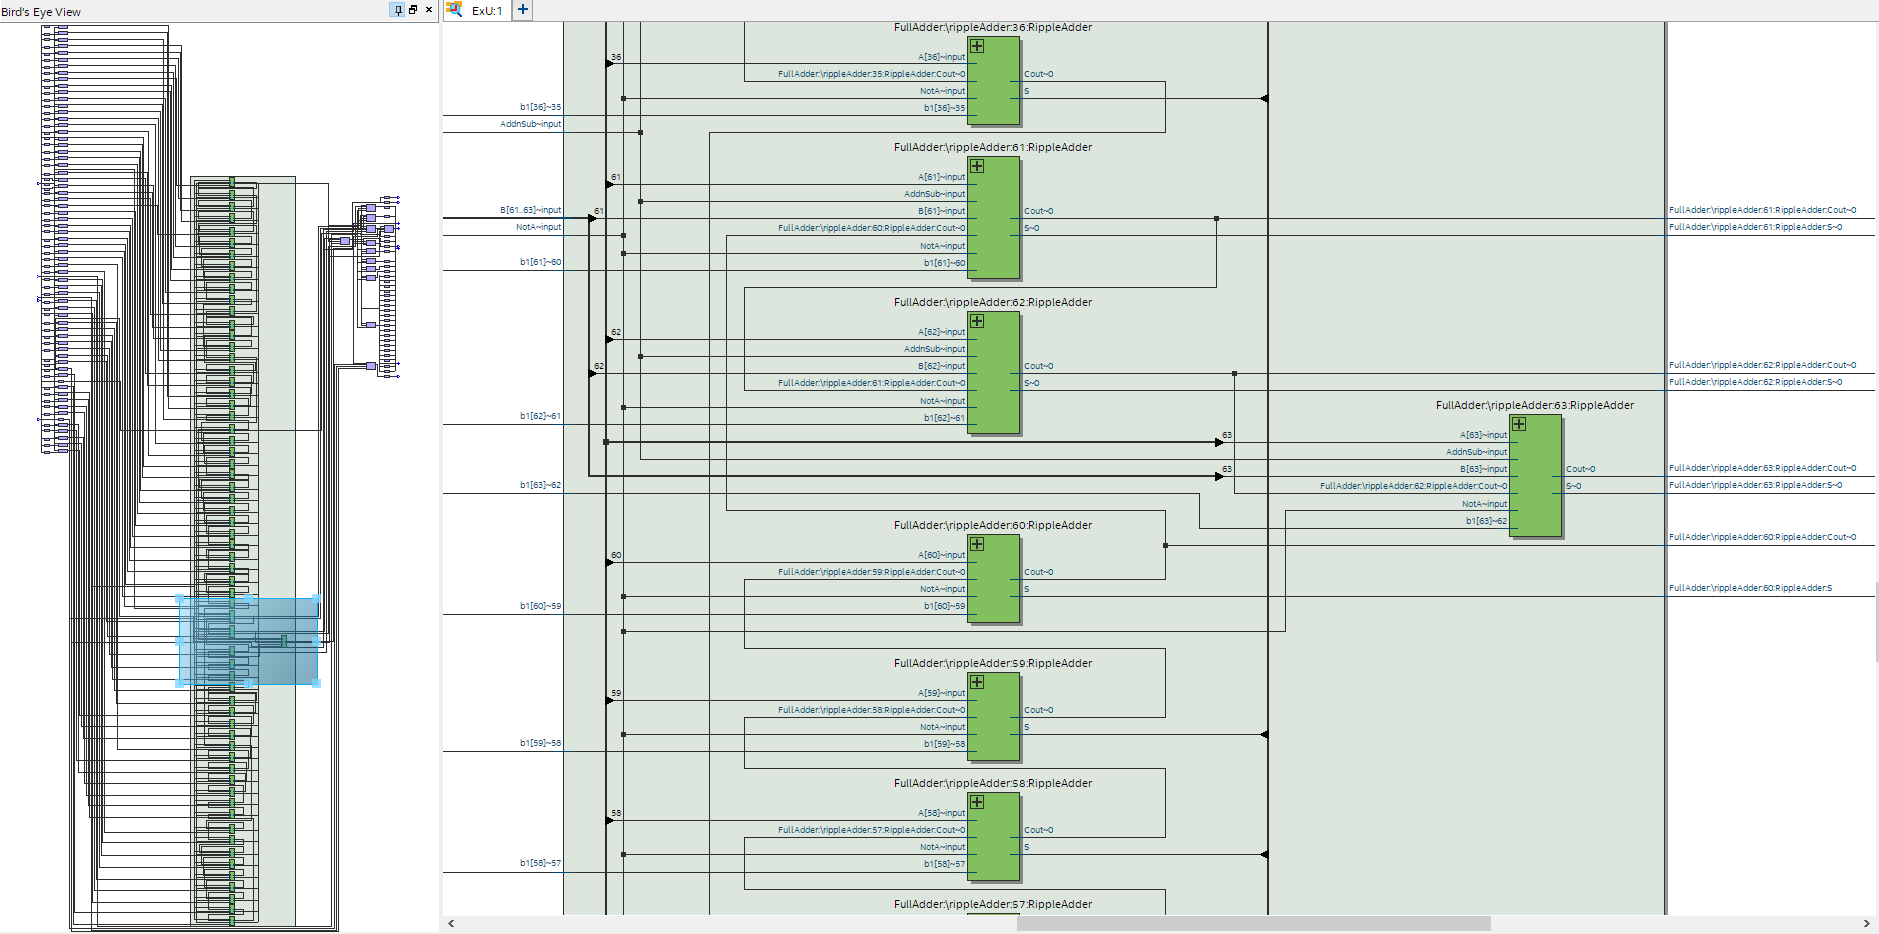 Bird's Eye View
ExU:1
FullAdder:\rippleAdder:36:RippleAdder
36
A[36]~input
FullAdder:\rippleAdder:35:RippleAdder:Cout~0
Cout~0
NotA~input
S
b1[36]~35
b1[36]~35
AddnSub~input
FullAdder:\rippleAdder:61:RippleAdder
61
A[61]~input
AddnSub~input
B[61..63]~input
61
B[61]~input
Cout~0
FullAdder:\rippleAdder:61:RippleAdder:Cout~0
NotA~input
FullAdder:\rippleAdder:60:RippleAdder:Cout~0
S~0
FullAdder:\rippleAdder:61:RippleAdder:S~0
NotA~input
b1[61]~60
b1[61]~60
FullAdder:\rippleAdder:62:RippleAdder
62
A[62]~input
AddnSub~input
62
B[62]~input
Cout~0
FullAdder:\rippleAdder:62:RippleAdder:Cout~0
FullAdder:\rippleAdder:61:RippleAdder:Cout~0
S~0
FullAdder:\rippleAdder:62:RippleAdder:S~0
NotA~input
FullAdder:\rippleAdder:63:RippleAdder
b1[62]~61
b1[62]~61
63
A[63]~input
AddnSub~input
63
B[63]~input
Cout~0
FullAdder:\rippleAdder:63:RippleAdder:Cout~0
b1[63]~62
FullAdder:\rippleAdder:62:RippleAdder:Cout~0
S~0
FullAdder:\rippleAdder:63:RippleAdder:S~0
NotA~input
b1[63]~62
FullAdder:\rippleAdder:60:RippleAdder
FullAdder:\rippleAdder:60:RippleAdder:Cout~0
60
A[60]~input
FullAdder:\rippleAdder:59:RippleAdder:Cout~0
Cout~0
NotA~input
S
FullAdder:\rippleAdder:60:RippleAdder:S
b1[60]~59
b1[60]~59
FullAdder:\rippleAdder:59:RippleAdder
59
A[59]~input
FullAdder:\rippleAdder:58:RippleAdder:Cout~0
Cout~0
NotA~input
S
b1[59]~58
b1[59]~58
FullAdder:\rippleAdder:58:RippleAdder
58
A[58]~input
FullAdder:\rippleAdder:57:RippleAdder:Cout~0
Cout~0
NotA~input
S
b1[58]~57
b1[58]~57
FullAdder:\rippleAdder:57:RippleAdder